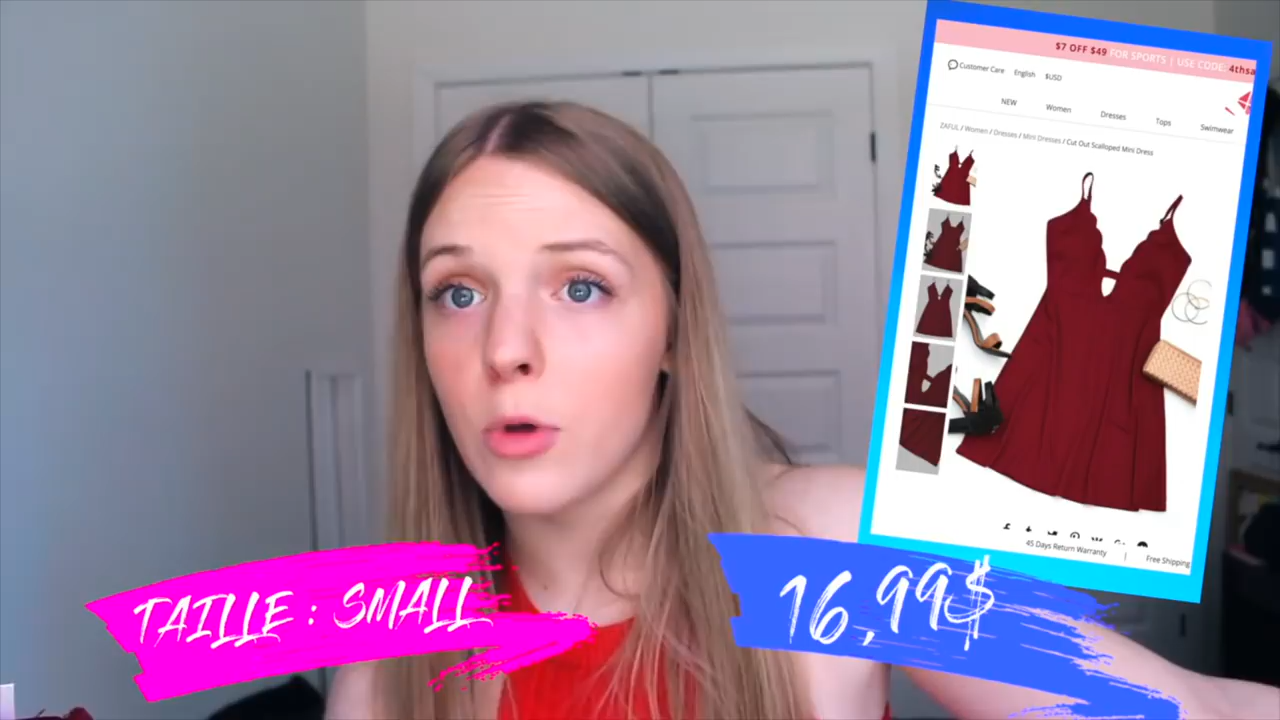 $7 OFF $49 FOR SPORTS | USE CODE: 4thsa
Customer Care English $USD
NEW Women Dresses Tops Swimwear
ZAFUL / Women / Dresses / Mini Dresses / Cut Out Scalloped Mini Dress
45 Days Return Warranty | Free Shipping
TAILLE : SMALL
16,99$